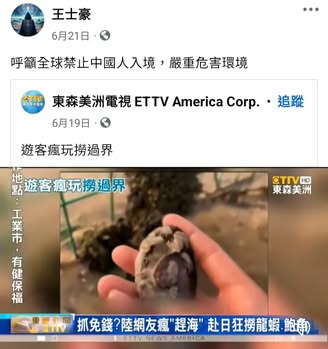 王士豪
6月21日
呼籲全球禁止中國人入境，嚴重危害環境
東森美洲電視 ETTV America Corp. · 追蹤
6月19日
遊客瘋玩撈過界
地點：工業市，有健保福
遊客瘋玩撈過界
ETTV HD
東森美洲
ETTV
抓免錢?陸網友瘋"趕海" 赴日狂撈龍蝦.鮑魚